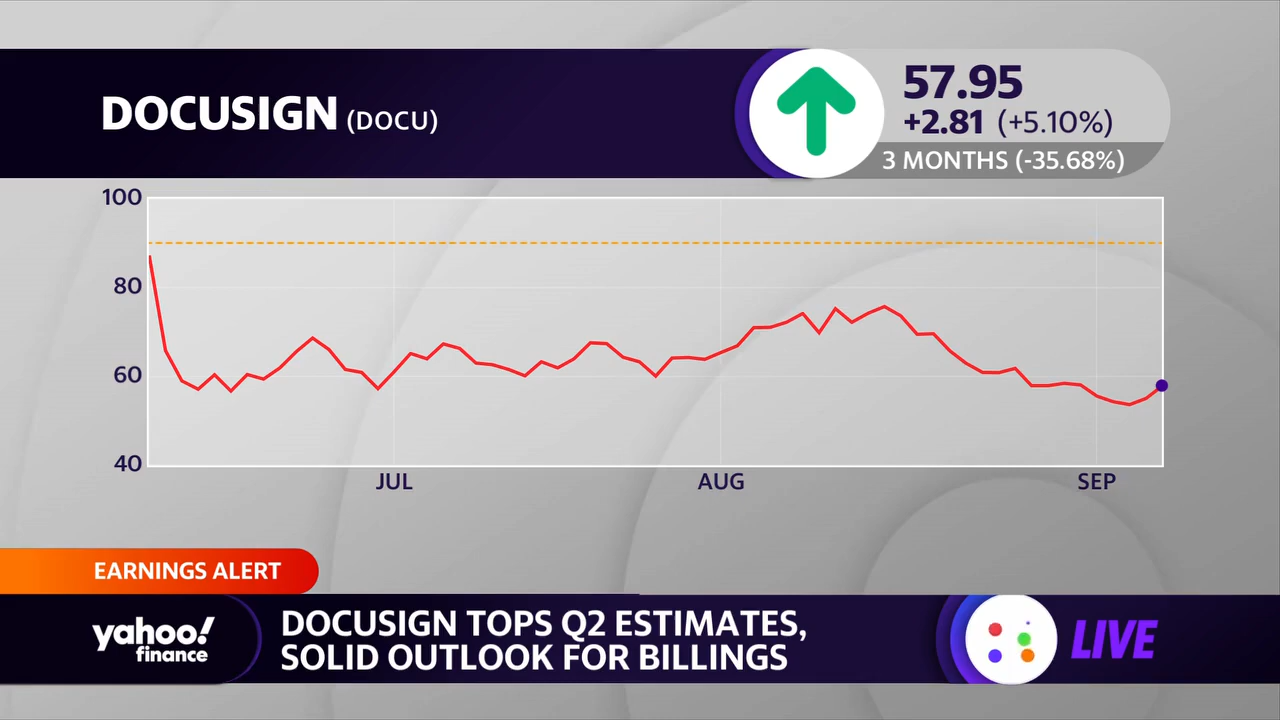 DOCUSIGN (DOCU)
57.95
+2.81 (+5.10%)
3 MONTHS (-35.68%)
100
80
60
40
JUL AUG SEP
EARNINGS ALERT
yahoo!
finance
DOCUSIGN TOPS Q2 ESTIMATES,
SOLID OUTLOOK FOR BILLINGS
LIVE